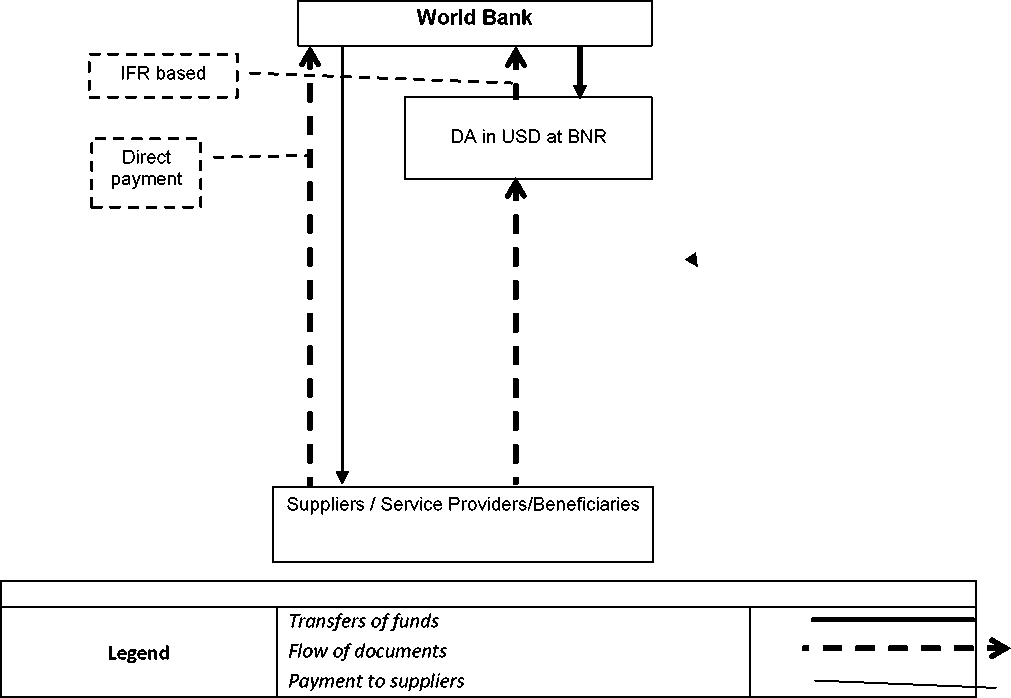 World Bank
IFR based
DA in USD at BNR
Direct
payment
Suppliers / Service Providers/Beneficiaries
Legend
Transfers of funds
Flow of documents
Payment to suppliers